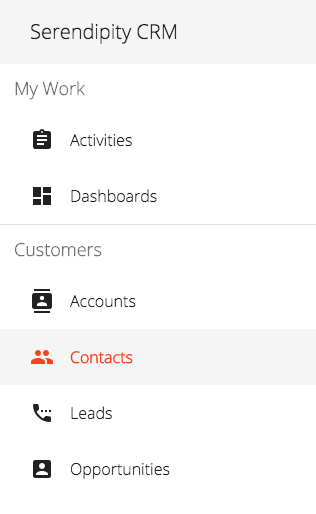 Serendipity CRM
My Work
Activities
Dashboards
Customers
Accounts
Contacts
Leads
Opportunities